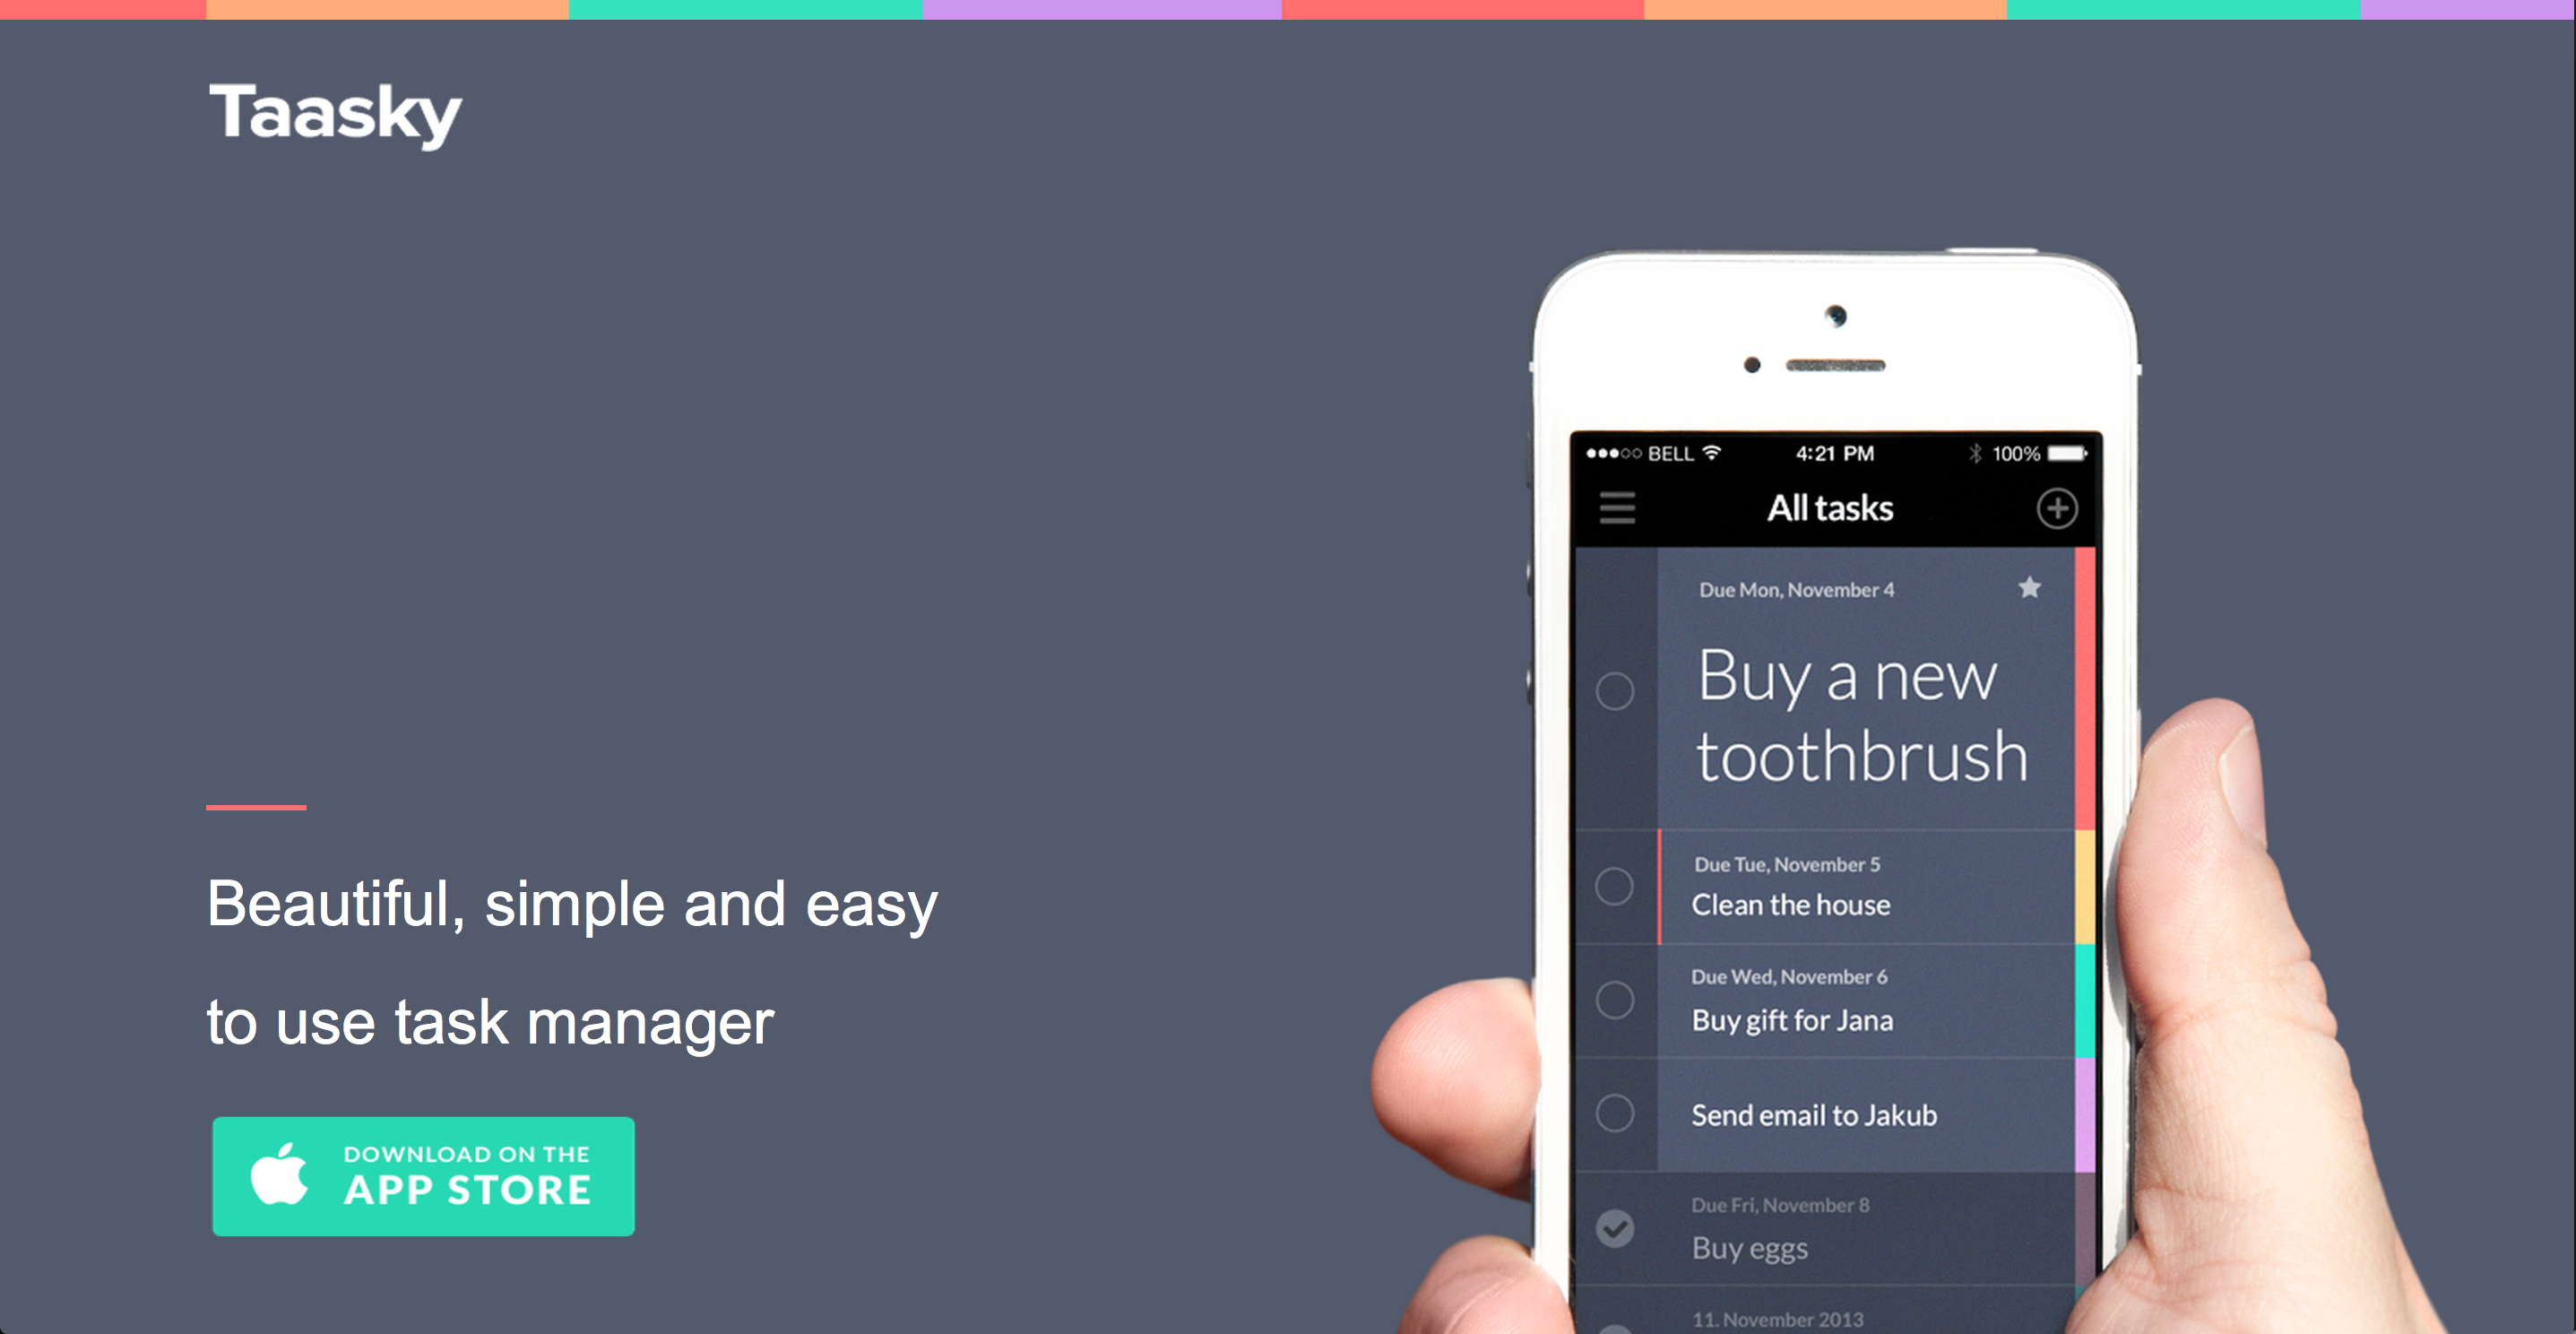 Taasky
Beautiful, simple and easy
to use task manager
DOWNLOAD ON THE
APP STORE
BELL
4:21 PM
100%
All tasks
Due Mon, November 4
Buy a new
toothbrush
Due Tue, November 5
Clean the house
Due Wed, November 6
Buy gift for Jana
Send email to Jakub
Due Fri, November 8
Buy eggs
11. November 2013